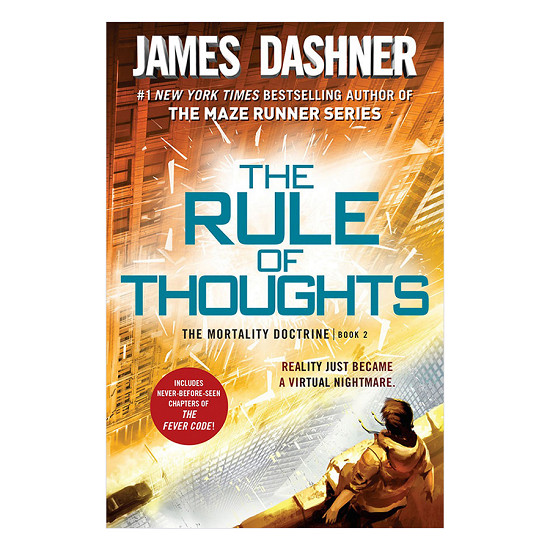 JAMES DASHNER
#1 NEW YORK TIMES BESTSELLING AUTHOR OF
THE MAZE RUNNER SERIES
THE
RULE
OF
THOUGHTS
THE MORTALITY DOCTRINE | BOOK 2
REALITY JUST BECAME
A VIRTUAL NIGHTMARE.
INCLUDES
NEVER-BEFORE-SEEN
CHAPTERS OF
THE
FEVER CODE!